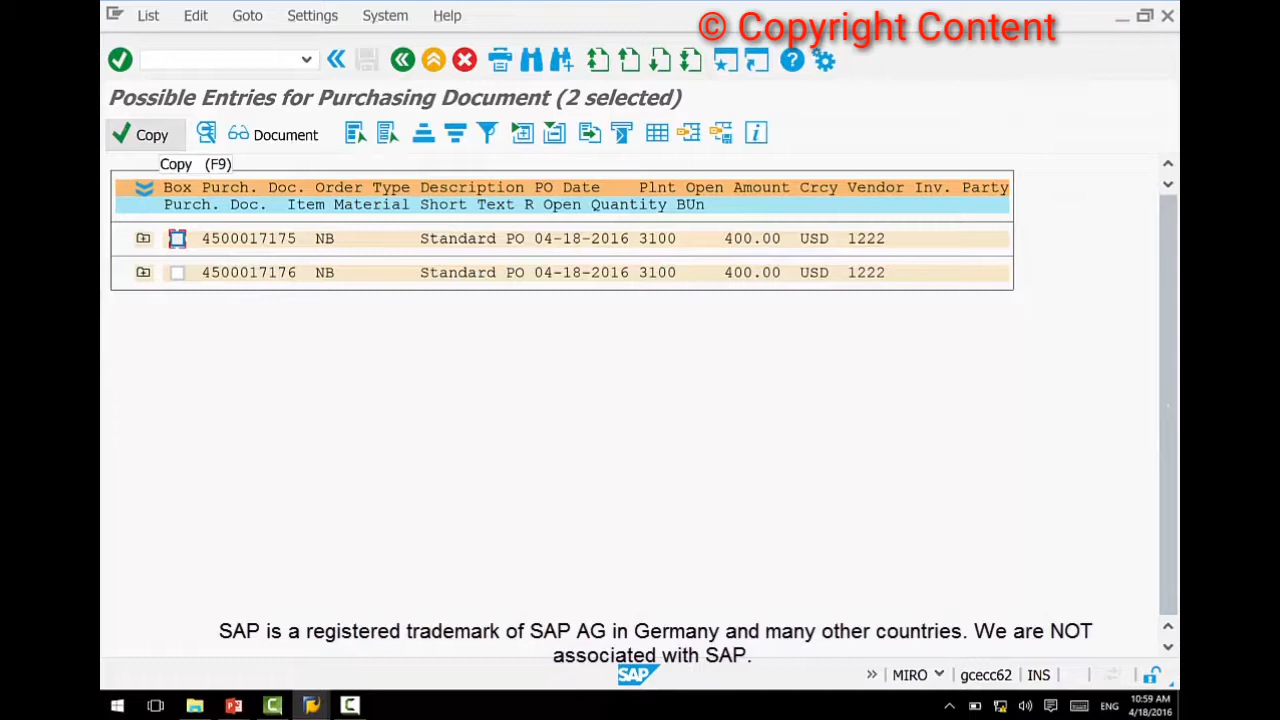 List Edit Goto Settings System Help
© Copyright Content
Possible Entries for Purchasing Document (2 selected)
Copy Document
Copy (F9)
Box Purch. Doc. Order Type Description PO Date Plnt Open Amount Crcy Vendor Inv. Party
Purch. Doc. Item Material Short Text R Open Quantity BUn
4500017175 NB Standard PO 04-18-2016 3100 400.00 USD 1222
4500017176 NB Standard PO 04-18-2016 3100 400.00 USD 1222
SAP is a registered trademark of SAP AG in Germany and many other countries. We are NOT
associated with SAP.
SAP MIRO gcecc62 INS
ENG 10:59 AM
4/18/2016